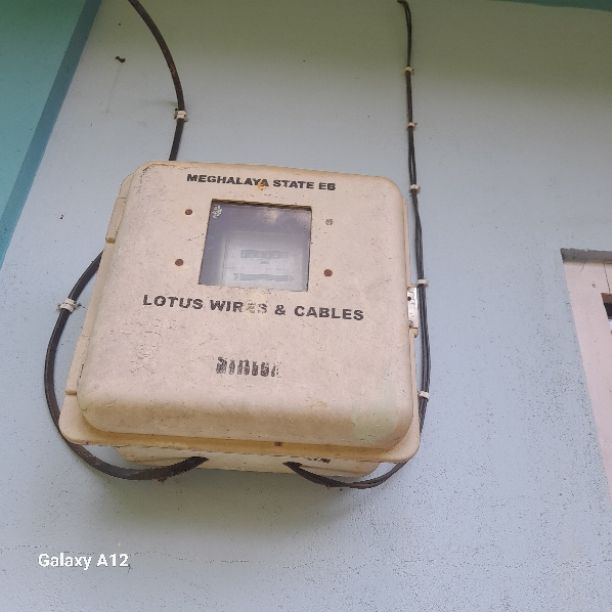 MEGHALAYA STATE EB
LOTUS WIRES & CABLES
Galaxy A12